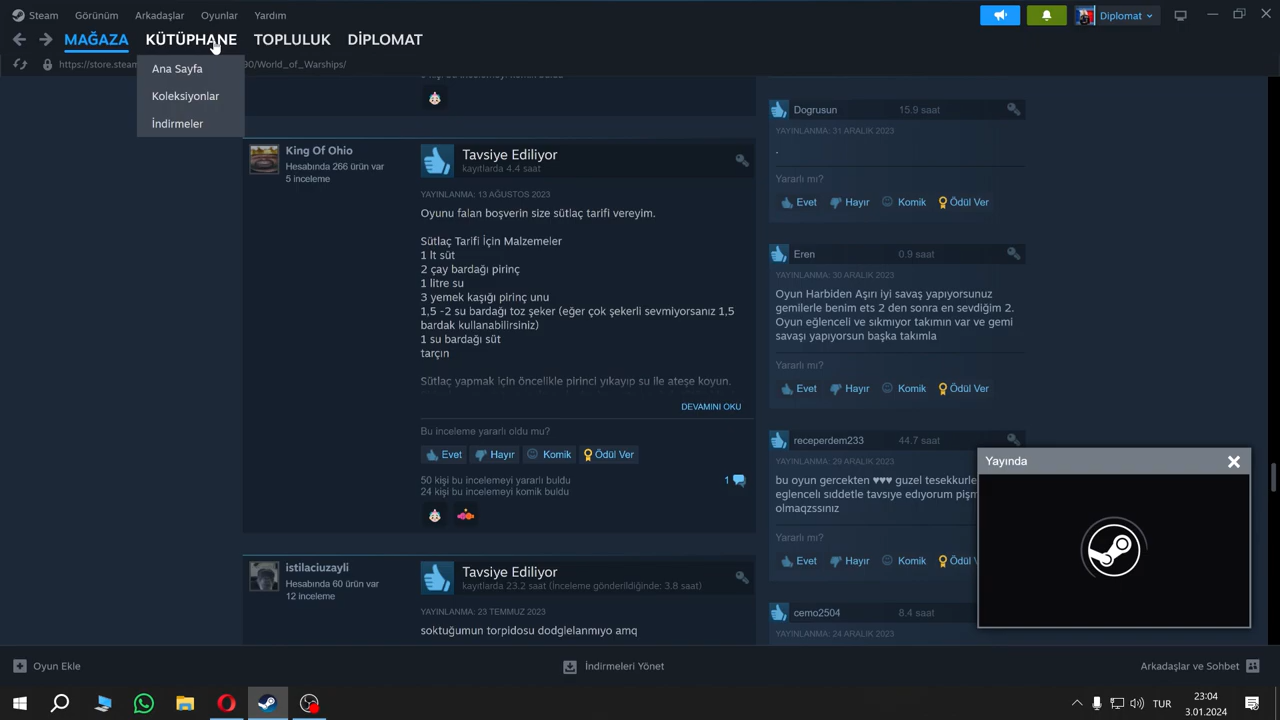 Steam Görünüm Arkadaşlar Oyunlar Yardım
Diplomat
MAĞAZA KÜTÜPHANE TOPLULUK DİPLOMAT
https://store.steam 90/World_of_Warships/
Ana Sayfa
Koleksiyonlar
İndirmeler
King Of Ohio
Hesabında 266 ürün var
5 inceleme
Tavsiye Ediliyor
kayıtlarda 4.4 saat
YAYINLANMA: 13 AĞUSTOS 2023
Oyunu falan boşverin size sütlaç tarifi vereyim.
Sütlaç Tarifi İçin Malzemeler
1 lt süt
2 çay bardağı pirinç
1 litre su
3 yemek kaşığı pirinç unu
1,5 -2 su bardağı toz şeker (eğer çok şekerli sevmiyorsanız 1,5
bardak kullanabilirsiniz)
1 su bardağı süt
tarçın
Sütlaç yapmak için öncelikle pirinci yıkayıp su ile ateşe koyun.
DEVAMINI OKU
Bu inceleme yararlı oldu mu?
Evet Hayır Komik Ödül Ver
50 kişi bu incelemeyi yararlı buldu
24 kişi bu incelemeyi komik buldu
1
istilaciuzayli
Hesabında 60 ürün var
12 inceleme
Tavsiye Ediliyor
kayıtlarda 23.2 saat (İnceleme gönderildiğinde: 3.8 saat)
YAYINLANMA: 23 TEMMUZ 2023
soktuğumun torpidosu dodglelanmıyo amq
Dogrusun 15.9 saat
YAYINLANMA: 31 ARALIK 2023
.
Yararlı mı?
Evet Hayır Komik Ödül Ver
Eren 0.9 saat
YAYINLANMA: 30 ARALIK 2023
Oyun Harbiden Aşırı İyi savaş yapıyorsunuz
gemilerle benim ets 2 den sonra en sevdiğim 2.
Oyun eğlenceli ve sıkmıyor takımın var ve gemi
savaşı yapıyorsun başka takımla
Yararlı mı?
Evet Hayır Komik Ödül Ver
receperdem233 44.7 saat
YAYINLANMA: 29 ARALIK 2023
bu oyun gercekten ♥♥♥ guzel tesekkurle
eglencelı sıddetle tavsıye edıyorum pişm
olmaqzssınız
Yararlı mı?
Evet Hayır Komik
cemo2504 8.4 saat
YAYINLANMA: 24 ARALIK 2023
Yayında
Oyun Ekle
İndirmeleri Yönet
Arkadaşlar ve Sohbet
TUR
23:04
3.01.2024